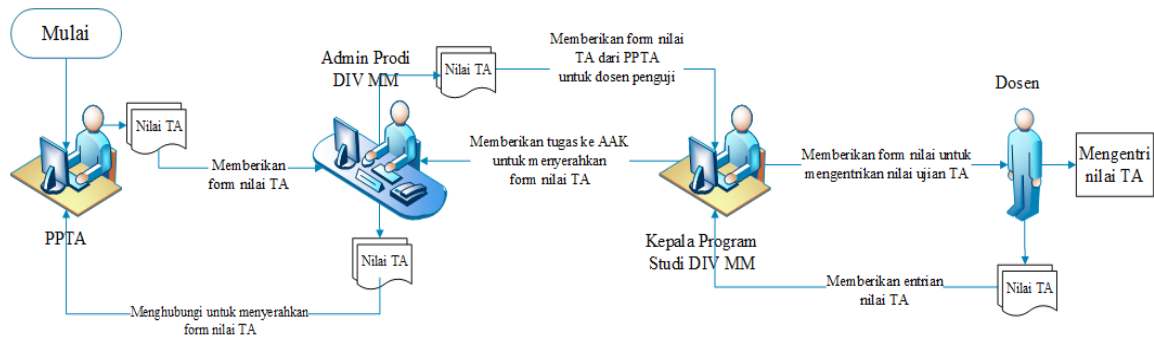 Mulai
Nilai TA
PPTA
Memberikan
form nilai TA
Admin Prodi
DIV MM
Nilai TA
Memberikan form nilai
TA dari PPTA
untuk dosen penguji
Memberikan tugas ke AAK
untuk menyerahkan
form nilai TA
Nilai TA
Menghubungi untuk menyerahkan
form nilai TA
Kepala Program
Studi DIV MM
Memberikan form nilai untuk
mengentrikan nilai ujian TA
Dosen
Mengentri
nilai TA
Nilai TA
Memberikan entrian
nilai TA